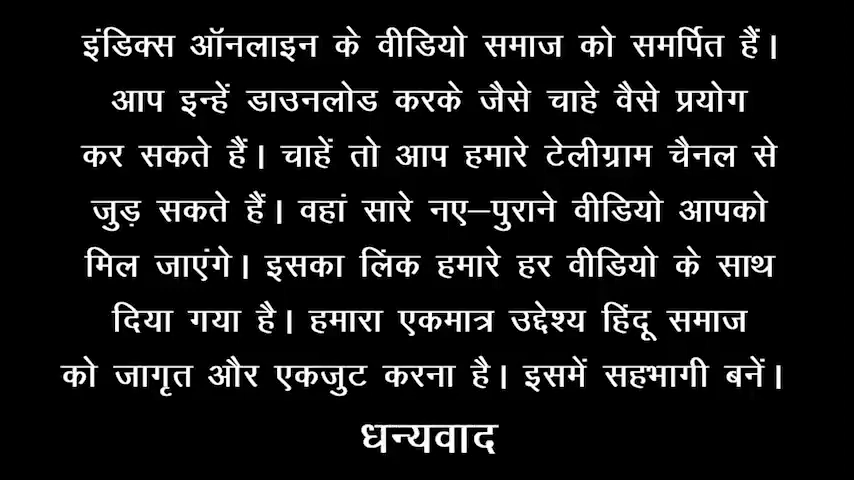 इंडिक्स ऑनलाइन के वीडियो समाज को समर्पित हैं।
आप इन्हें डाउनलोड करके जैसे चाहे वैसे प्रयोग
कर सकते हैं। चाहें तो आप हमारे टेलीग्राम चैनल से
जुड़ सकते हैं। वहां सारे नए–पुराने वीडियो आपको
मिल जाएंगे। इसका लिंक हमारे हर वीडियो के साथ
दिया गया है। हमारा एकमात्र उद्देश्य हिंदू समाज
को जागृत और एकजुट करना है। इसमें सहभागी बनें।
धन्यवाद